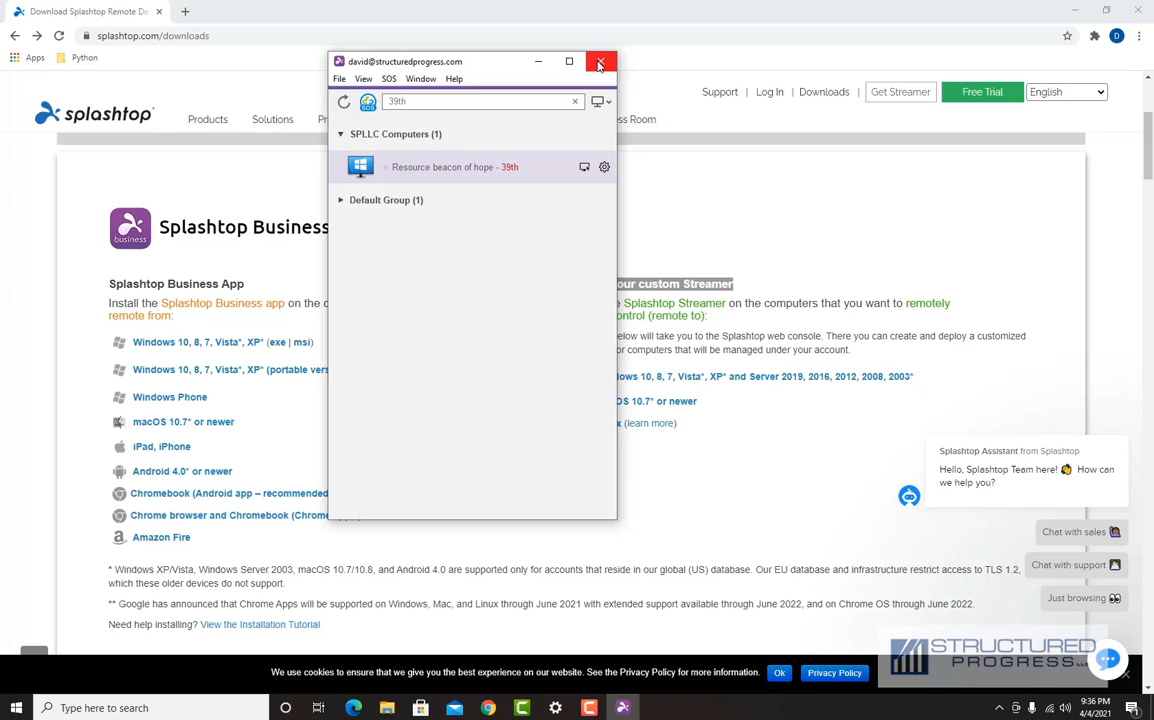 Download Splashtop Remote De
splashtop.com/downloads
Apps
Python
david@structuredprogress.com
File View SOS Window Help
SOS
39th
SPLLC Computers (1)
Resource beacon of hope - 39th
Default Group (1)
Support | Log In | Downloads
Get Streamer
Free Trial
English
splashtop
Products
Solutions
ess Room
business
Splashtop Business
Splashtop Business App
Install the Splashtop Business app on the
remote from:
Windows 10, 8, 7, Vista*, XP* (exe | msi)
Windows 10, 8, 7, Vista*, XP* (portable
Windows Phone
macOS 10.7* or newer
iPad, iPhone
Android 4.0* or newer
Chromebook (Android app – recommended
Chrome browser and Chromebook (Chrome
Amazon Fire
our custom Streamer
Splashtop Streamer on the computers that you want to remotely
control (remote to):
below will take you to the Splashtop web console. There you can create and deploy a customized
or computers that will be managed under your account.
dows 10, 8, 7, Vista*, XP* and Server 2019, 2016, 2012, 2008, 2003*
OS 10.7* or newer
(learn more)
Splashtop Assistant from Splashtop
Hello, Splashtop Team here! 👋 How can
we help you?
Chat with sales
Chat with support
Just browsing 👀
* Windows XP/Vista, Windows Server 2003, macOS 10.7/10.8, and Android 4.0 are supported only for accounts that reside in our global (US) database. Our EU database and infrastructure restrict access to TLS 1.2,
which these older devices do not support.
** Google has announced that Chrome Apps will be supported on Windows, Mac, and Linux through June 2021 with extended support available through June 2022, and on Chrome OS through June 2022.
Need help installing? View the Installation Tutorial
STRUCTURED
PROGRESS LLC
We use cookies to ensure that we give you the best experience on our website. See the Privacy Policy for more information.
Ok
Privacy Policy
Type here to search
9:36 PM
4/4/2021